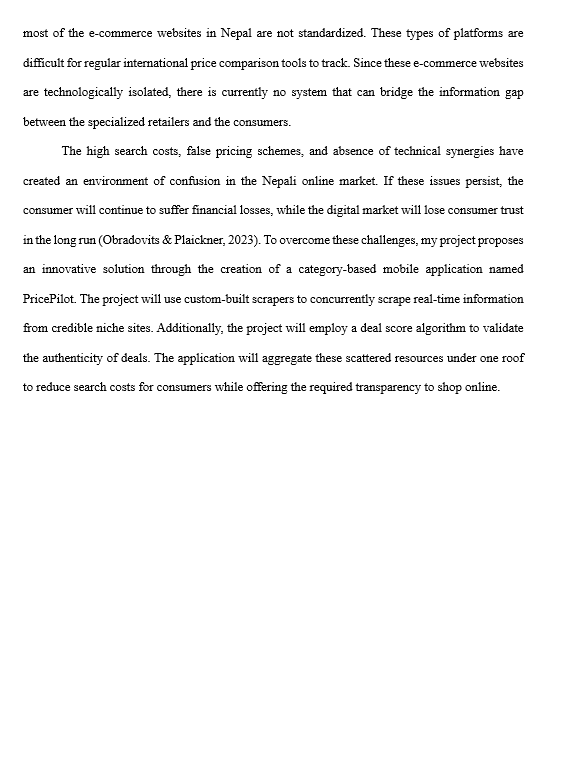 most of the e-commerce websites in Nepal are not standardized. These types of platforms are
difficult for regular international price comparison tools to track. Since these e-commerce websites
are technologically isolated, there is currently no system that can bridge the information gap
between the specialized retailers and the consumers.
The high search costs, false pricing schemes, and absence of technical synergies have
created an environment of confusion in the Nepali online market. If these issues persist, the
consumer will continue to suffer financial losses, while the digital market will lose consumer trust
in the long run (Obradovits & Plaickner, 2023). To overcome these challenges, my project proposes
an innovative solution through the creation of a category-based mobile application named
PricePilot. The project will use custom-built scrapers to concurrently scrape real-time information
from credible niche sites. Additionally, the project will employ a deal score algorithm to validate
the authenticity of deals. The application will aggregate these scattered resources under one roof
to reduce search costs for consumers while offering the required transparency to shop online.